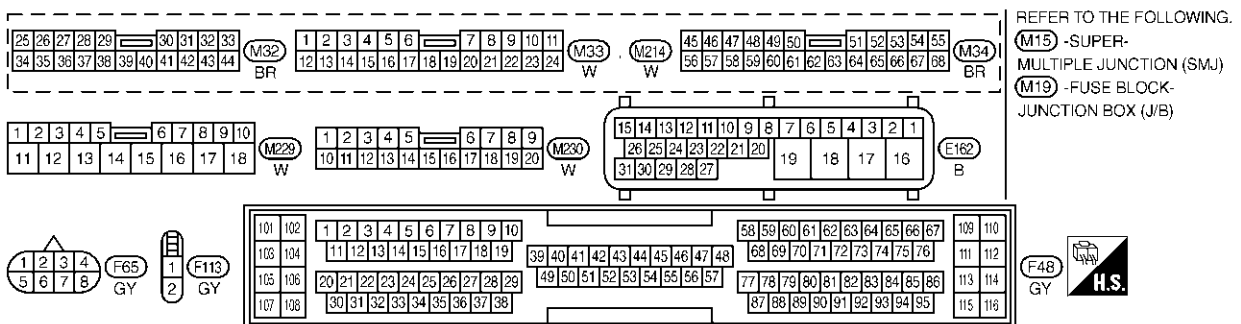 25 26 27 28 29 30 31 32 33
34 35 36 37 38 39 40 41 42 43 44
M32
BR
1 2 3 4 5 6 7 8 9 10 11
12 13 14 15 16 17 18 19 20 21 22 23 24
M33
W
,
M214
W
45 46 47 48 49 50 51 52 53 54 55
56 57 58 59 60 61 62 63 64 65 66 67 68
M34
BR
REFER TO THE FOLLOWING.
M15 -SUPER-
MULTIPLE JUNCTION (SMJ)
M19 -FUSE BLOCK-
JUNCTION BOX (J/B)
1 2 3 4 5 6 7 8 9 10
11 12 13 14 15 16 17 18
M229
W
1 2 3 4 5 6 7 8 9
10 11 12 13 14 15 16 17 18 19 20
M230
W
15 14 13 12 11 10 9 8 7 6 5 4 3 2 1
26 25 24 23 22 21 20 19 18 17 16
31 30 29 28 27
E162
B
1 2 3 4
5 6 7 8
F65
GY
1
2
F113
GY
101 102
103 104
105 106
107 108
1 2 3 4 5 6 7 8 9 10
11 12 13 14 15 16 17 18 19
20 21 22 23 24 25 26 27 28 29
30 31 32 33 34 35 36 37 38
39 40 41 42 43 44 45 46 47 48
49 50 51 52 53 54 55 56 57
58 59 60 61 62 63 64 65 66 67
68 69 70 71 72 73 74 75 76
77 78 79 80 81 82 83 84 85 86
87 88 89 90 91 92 93 94 95
109 110
111 112
113 114
115 116
F48
GY
H.S.